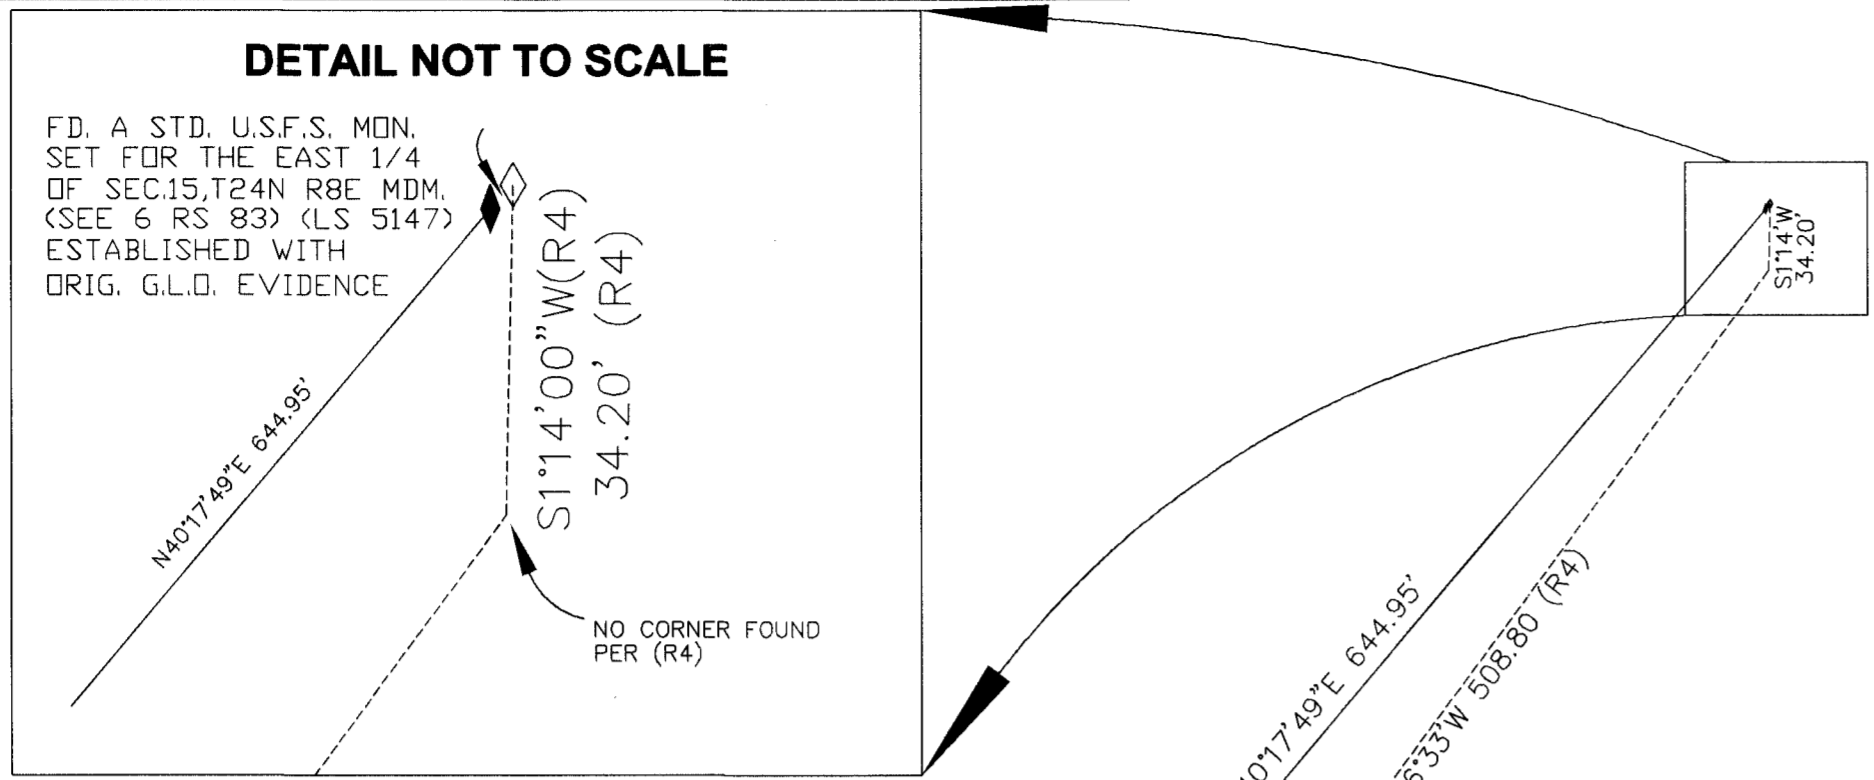 DETAIL NOT TO SCALE
FD. A STD. U.S.F.S. MON.
SET FOR THE EAST 1/4
OF SEC.15,T24N R8E MDM.
(SEE 6 RS 83) (LS 5147)
ESTABLISHED WITH
ORIG. G.L.O. EVIDENCE
N40°17'49"E 644.95'
S1°14'00"W(R4)
34.20' (R4)
NO CORNER FOUND
PER (R4)
S1°14'W
34.20'
0°17'49"E 644.95'
6°33'W 508.80 (R4)